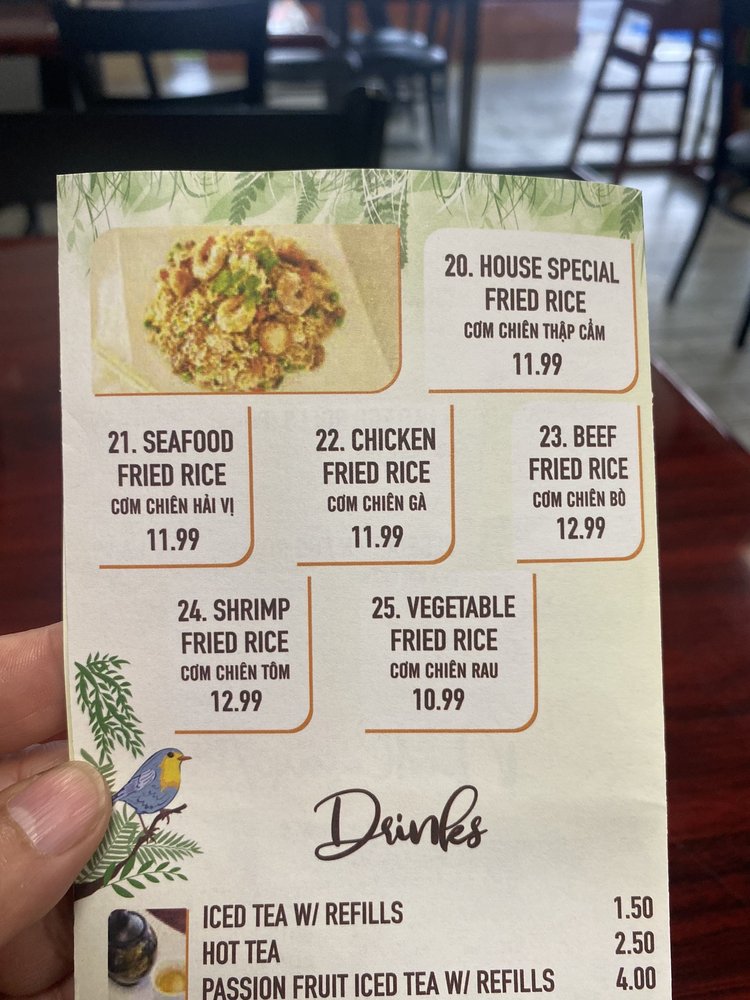 20. HOUSE SPECIAL
FRIED RICE
CƠM CHIÊN THẬP CẨM
11.99
21. SEAFOOD
FRIED RICE
CƠM CHIÊN HẢI VỊ
11.99
22. CHICKEN
FRIED RICE
CƠM CHIÊN GÀ
11.99
23. BEEF
FRIED RICE
CƠM CHIÊN BÒ
12.99
24. SHRIMP
FRIED RICE
CƠM CHIÊN TÔM
12.99
25. VEGETABLE
FRIED RICE
CƠM CHIÊN RAU
10.99
Drinks
ICED TEA W/ REFILLS 1.50
HOT TEA 2.50
PASSION FRUIT ICED TEA W/ REFILLS 4.00